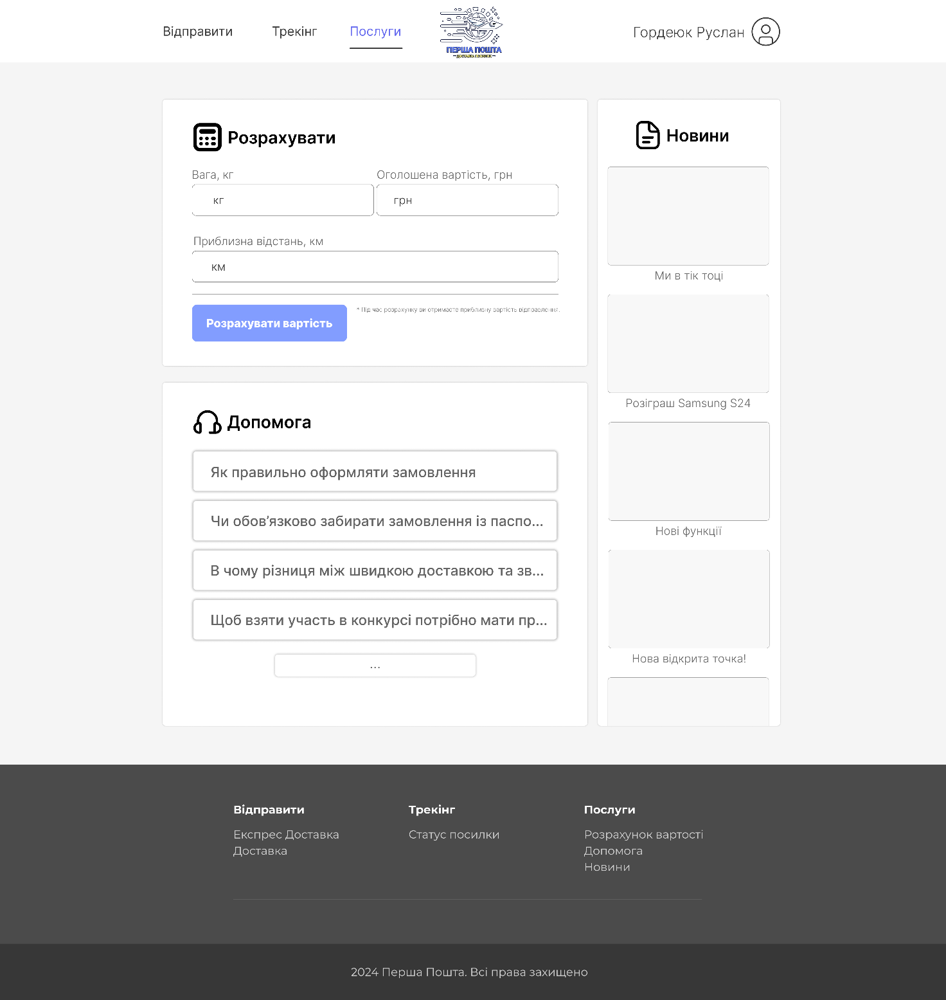 Відправити
Трекінг
Послуги
ПЕРША ПОШТА
Гордеюк Руслан
Розрахувати
Вага, кг
Оголошена вартість, грн
кг
грн
Приблизна відстань, км
км
Розрахувати вартість
* Під час розрахунку ви отримаєте приблизну вартість відправлення.
Допомога
Як правильно оформляти замовлення
Чи обов’язково забирати замовлення із паспо...
В чому різниця між швидкою доставкою та зв...
Щоб взяти участь в конкурсі потрібно мати пр...
...
Новини
Ми в тік тоці
Розіграш Samsung S24
Нові функції
Нова відкрита точка!
Відправити
Експрес Доставка
Доставка
Трекінг
Статус посилки
Послуги
Розрахунок вартості
Допомога
Новини
2024 Перша Пошта. Всі права захищено